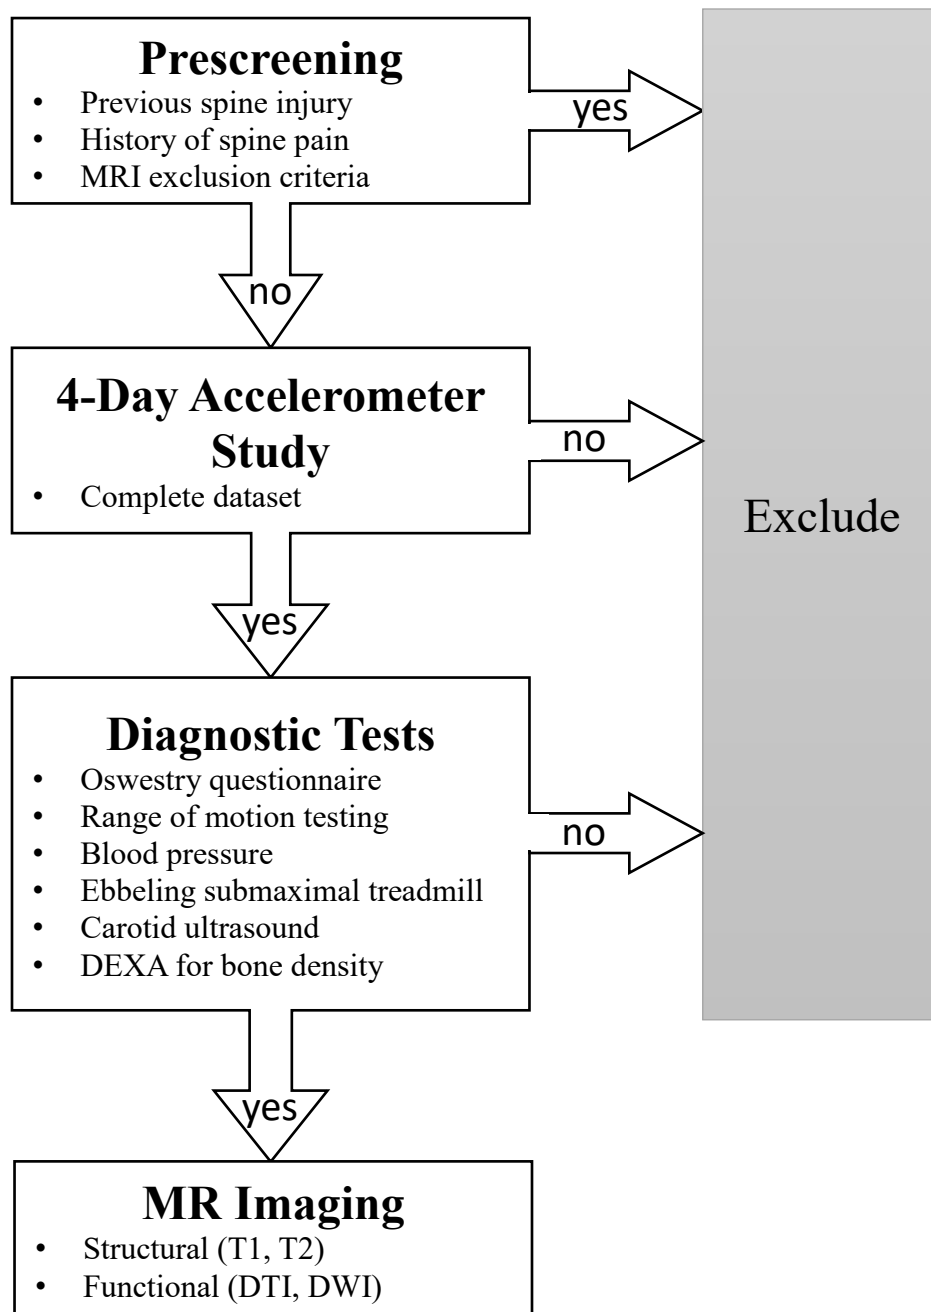 Prescreening
• Previous spine injury
• History of spine pain
• MRI exclusion criteria
yes
no
4-Day Accelerometer
Study
• Complete dataset
no
Exclude
yes
Diagnostic Tests
• Oswestry questionnaire
• Range of motion testing
• Blood pressure
• Ebbeling submaximal treadmill
• Carotid ultrasound
• DEXA for bone density
no
yes
MR Imaging
• Structural (T1, T2)
• Functional (DTI, DWI)